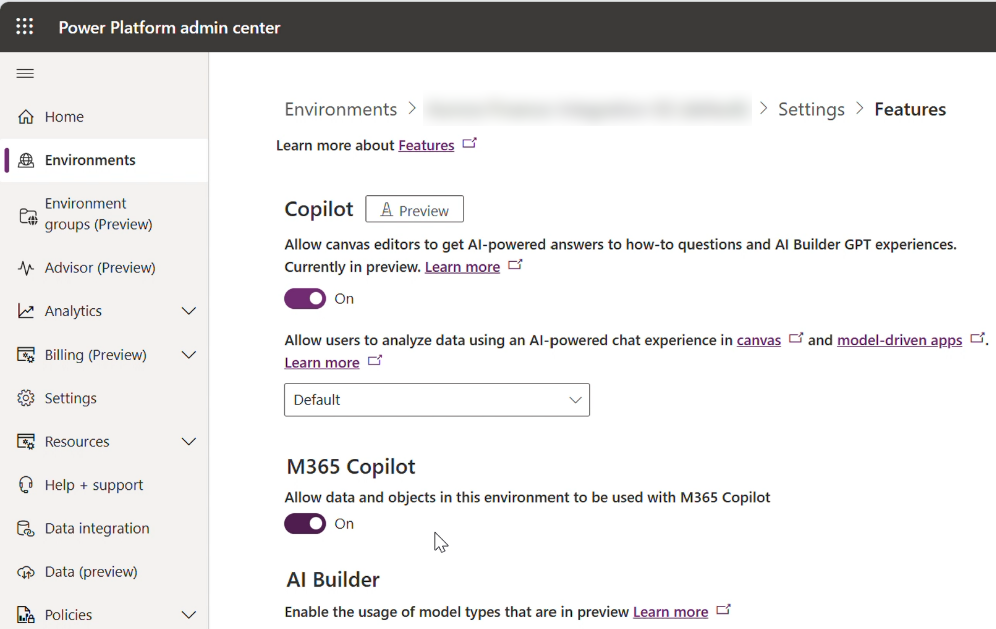 Power Platform admin center
Home
Environments
Environment
groups (Preview)
Advisor (Preview)
Analytics
Billing (Preview)
Settings
Resources
Help + support
Data integration
Data (preview)
Policies
Environments > > Settings > Features
Learn more about Features
Copilot Preview
Allow canvas editors to get AI-powered answers to how-to questions and AI Builder GPT experiences.
Currently in preview. Learn more
On
Allow users to analyze data using an AI-powered chat experience in canvas and model-driven apps .
Learn more
Default
M365 Copilot
Allow data and objects in this environment to be used with M365 Copilot
On
AI Builder
Enable the usage of model types that are in preview Learn more